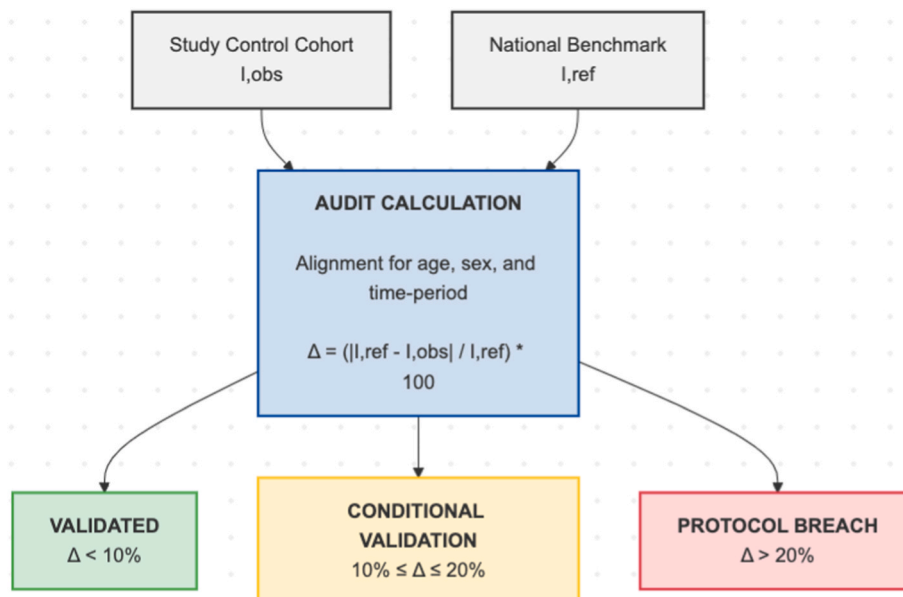 Study Control Cohort
I,obs
National Benchmark
I,ref
AUDIT CALCULATION
Alignment for age, sex, and
time-period
Δ = (|I,ref - I,obs| / I,ref) *
100
VALIDATED
Δ < 10%
CONDITIONAL
VALIDATION
10% ≤ Δ ≤ 20%
PROTOCOL BREACH
Δ > 20%